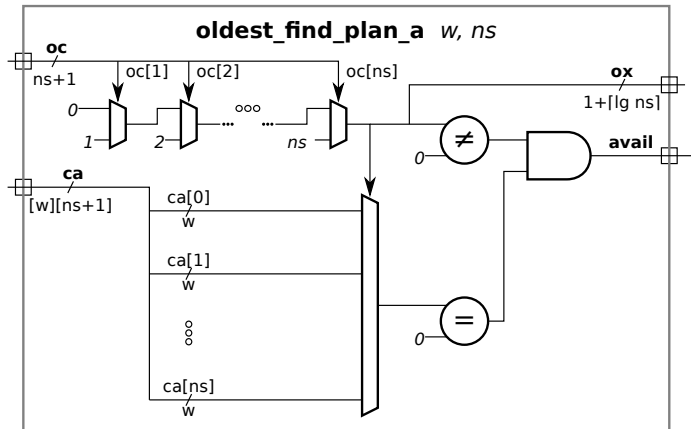 oldest_find_plan_a w, ns
oc
ns+1
oc[1]
oc[2]
oc[ns]
ox
1+⌈lg ns⌉
0
1
2
...
...
ns
≠
0
avail
ca
[w][ns+1]
ca[0]
w
ca[1]
w
=
0
ca[ns]
w